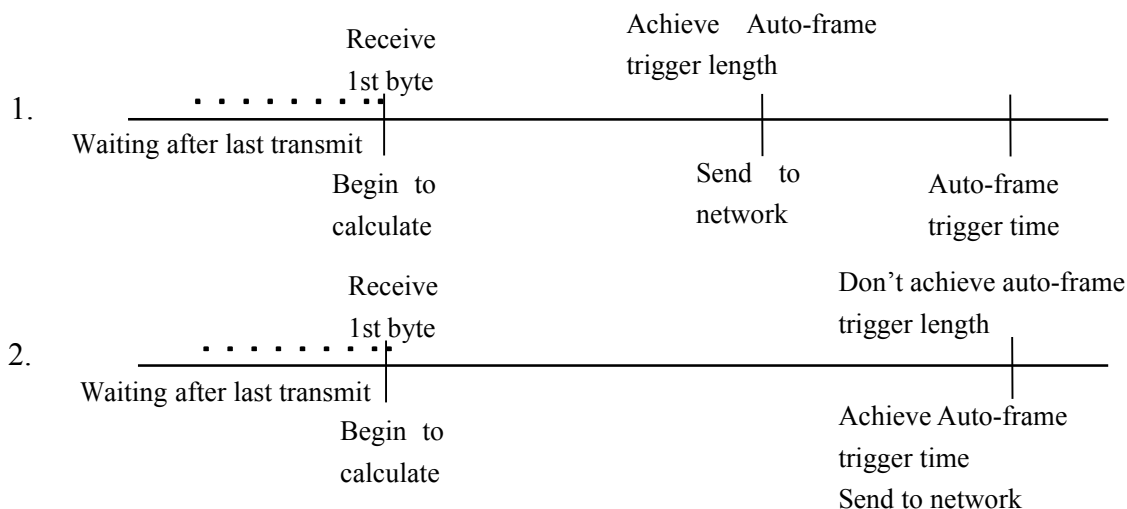 Receive
1st byte
Achieve Auto-frame
trigger length
1.
Waiting after last transmit
Begin to
calculate
Send to
network
Auto-frame
trigger time
Receive
1st byte
Don’t achieve auto-frame
trigger length
2.
Waiting after last transmit
Begin to
calculate
Achieve Auto-frame
trigger time
Send to network